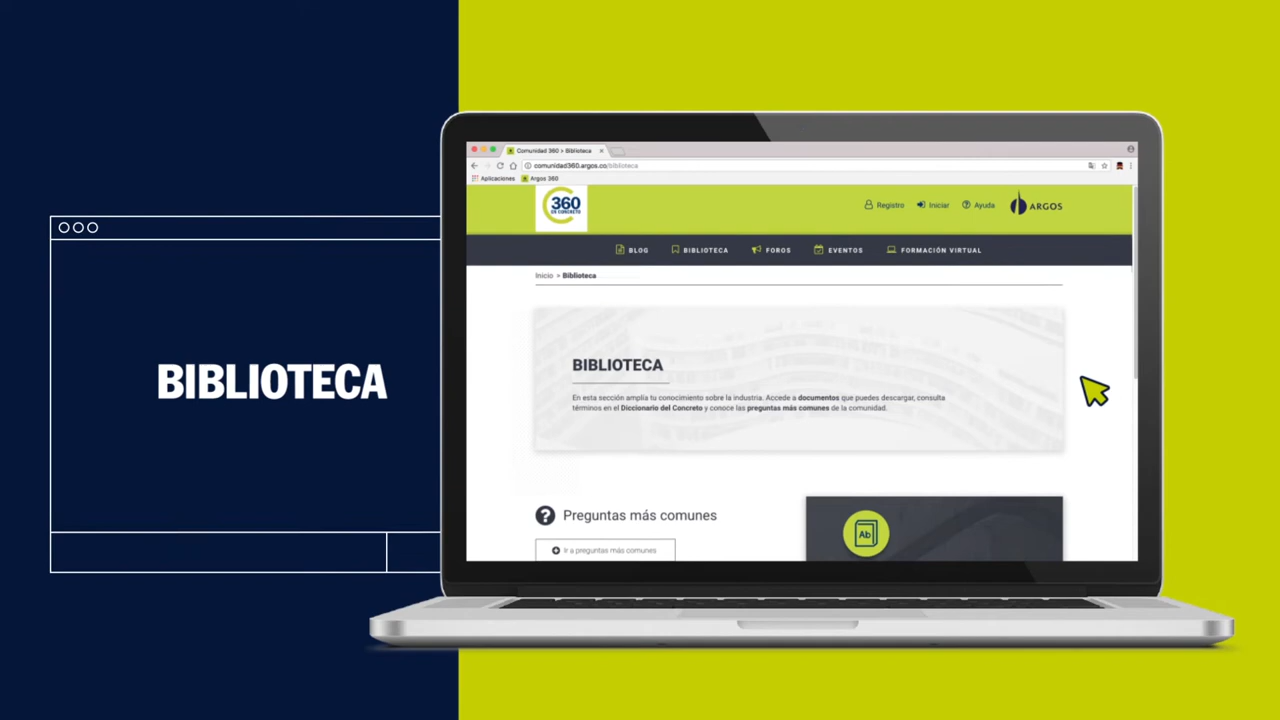 BIBLIOTECA
Comunidad 360 > Biblioteca
comunidad360.argos.co/biblioteca
Aplicaciones Argos 360
360
EN CONCRETO
Registro Iniciar Ayuda ARGOS
BLOG BIBLIOTECA FOROS EVENTOS FORMACIÓN VIRTUAL
Inicio > Biblioteca
BIBLIOTECA
En esta sección amplía tu conocimiento sobre la industria. Accede a documentos que puedes descargar, consulta
términos en el Diccionario del Concreto y conoce las preguntas más comunes de la comunidad.
Preguntas más comunes
Ir a preguntas más comunes
Ab